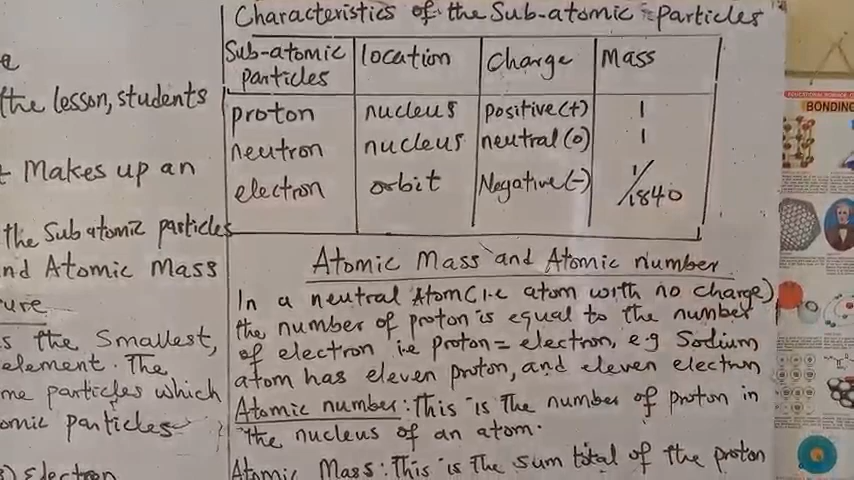 e
the lesson, students
t Makes up an
the Sub atomic particles
nd Atomic Mass
ure
s the Smallest,
element. The
me particles which
omic particles
Electron
Characteristics of the Sub-atomic particles
Sub-atomic particles | location | Charge | Mass
proton | nucleus | positive(+) | 1
neutron | nucleus | neutral(o) | 1
electron | orbit | Negative(-) | 1/1840
Atomic Mass and Atomic number
In a neutral Atom(i.e atom with no charge),
the number of proton is equal to the number
of electron i.e proton = electron, e.g Sodium
atom has eleven proton, and eleven electron
Atomic number: This is the number of proton in
the nucleus of an atom.
Atomic Mass: This is the sum total of the proton
BONDING